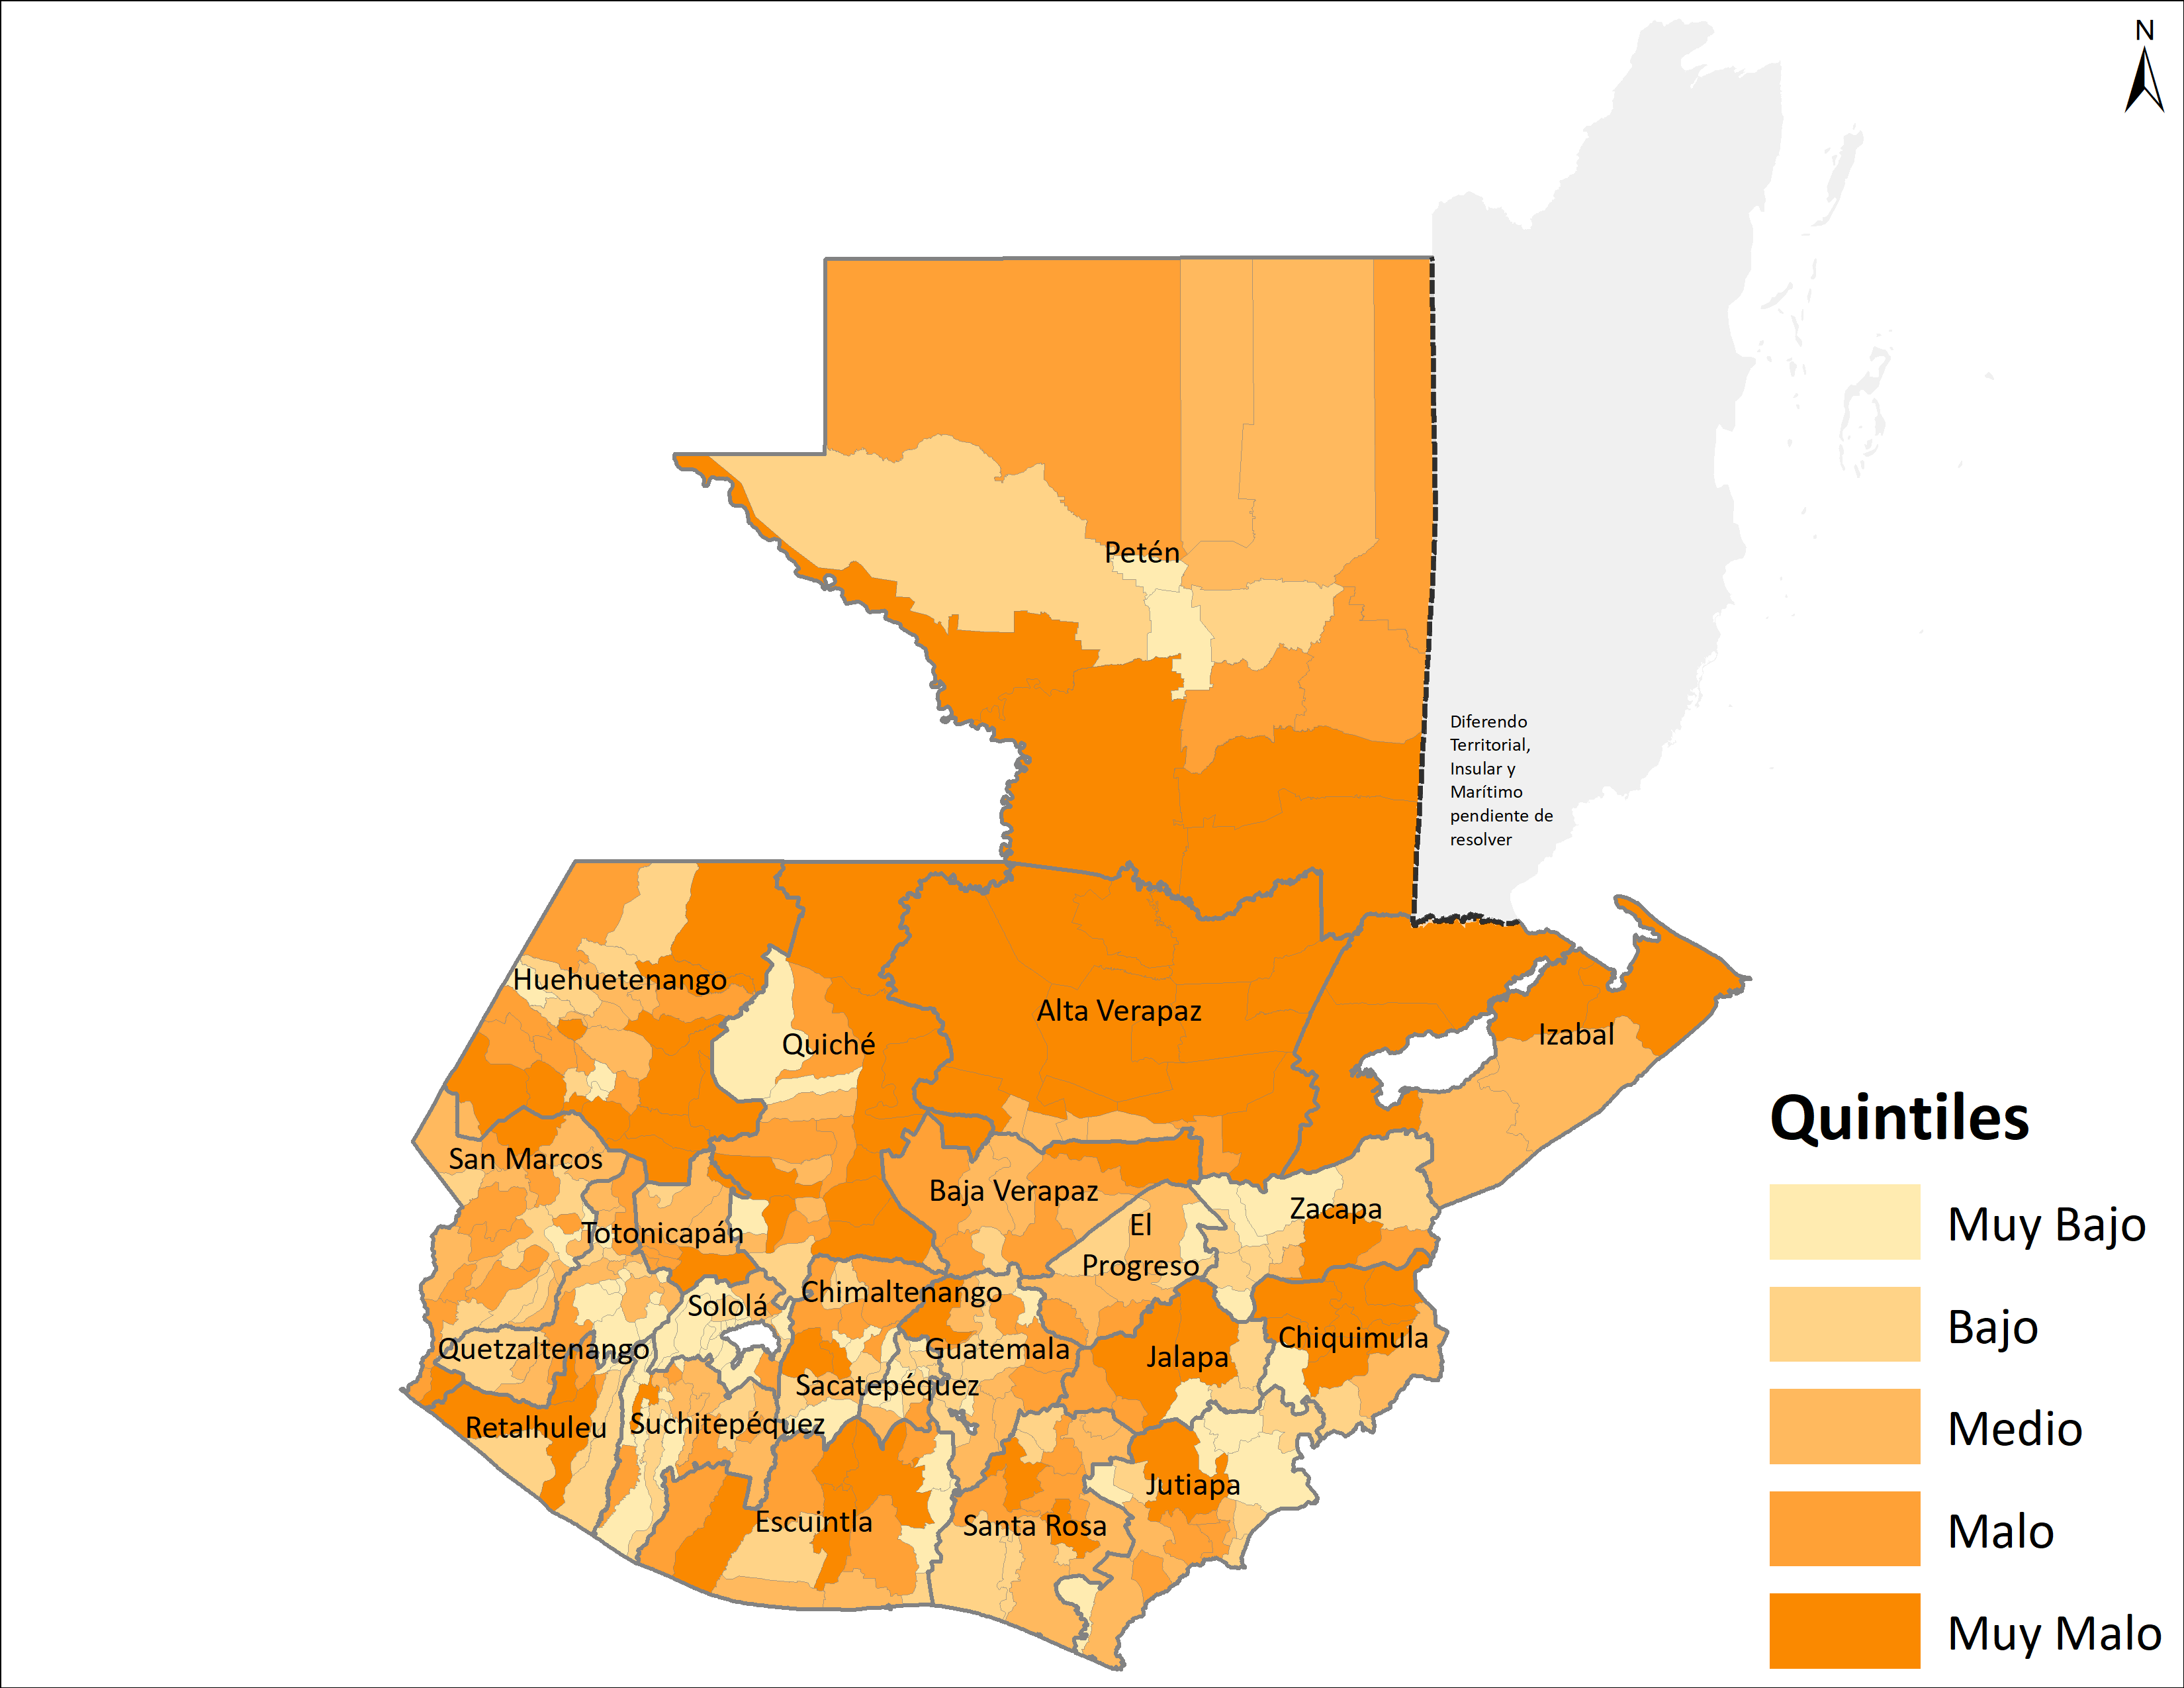 N
Petén
Diferendo
Territorial,
Insular y
Marítimo
pendiente de
resolver
Huehuetenango
Quiché
Alta Verapaz
Izabal
San Marcos
Totonicapán
Baja Verapaz
El
Progreso
Zacapa
Sololá
Chimaltenango
Quetzaltenango
Guatemala
Jalapa
Chiquimula
Sacatepéquez
Retalhuleu
Suchitepéquez
Jutiapa
Escuintla
Santa Rosa
Quintiles
Muy Bajo
Bajo
Medio
Malo
Muy Malo